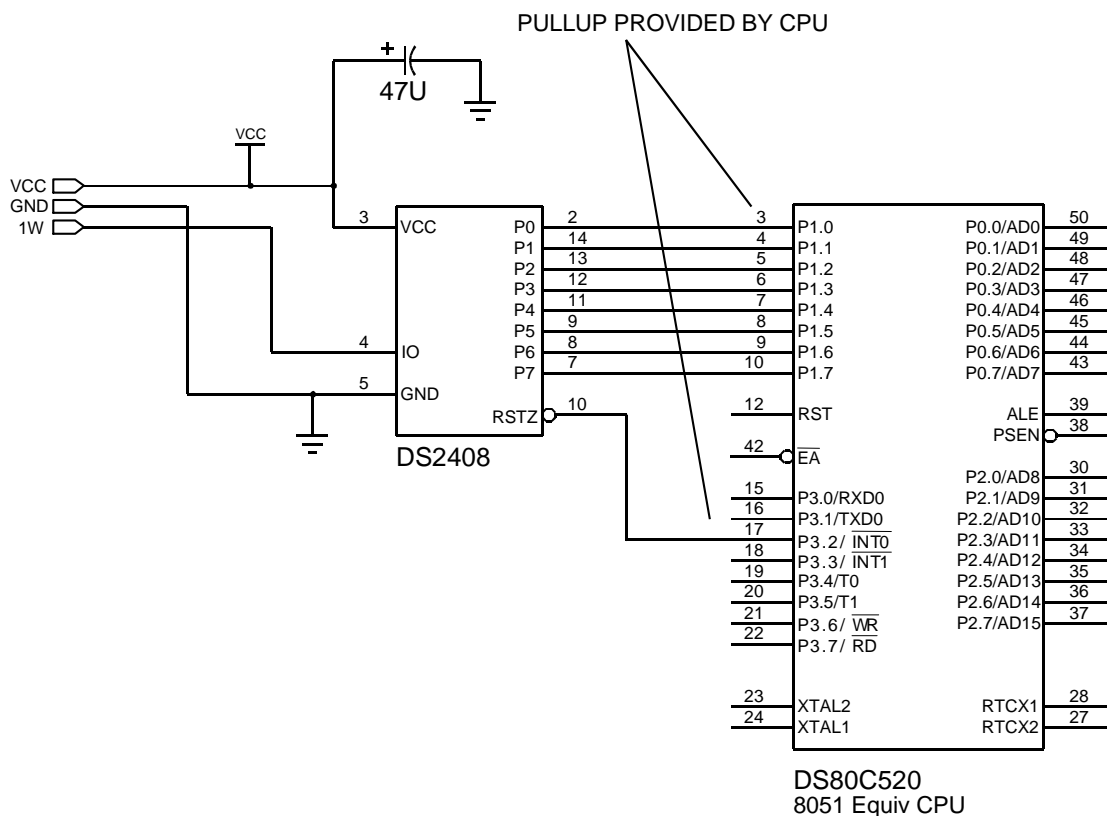 PULLUP PROVIDED BY CPU
+
47U
VCC
VCC
GND
1W
3
VCC
4
IO
5
GND
P0
2
P1
14
P2
13
P3
12
P4
11
P5
9
P6
8
P7
7
RSTZ
10
DS2408
3
P1.0
4
P1.1
5
P1.2
6
P1.3
7
P1.4
8
P1.5
9
P1.6
10
P1.7
12
RST
42
EA
15
P3.0/RXD0
16
P3.1/TXD0
17
P3.2/ INT0
18
P3.3/ INT1
19
P3.4/T0
20
P3.5/T1
21
P3.6/ WR
22
P3.7/ RD
23
XTAL2
24
XTAL1
P0.0/AD0
50
P0.1/AD1
49
P0.2/AD2
48
P0.3/AD3
47
P0.4/AD4
46
P0.5/AD5
45
P0.6/AD6
44
P0.7/AD7
43
ALE
39
PSEN
38
P2.0/AD8
30
P2.1/AD9
31
P2.2/AD10
32
P2.3/AD11
33
P2.4/AD12
34
P2.5/AD13
35
P2.6/AD14
36
P2.7/AD15
37
RTCX1
28
RTCX2
27
DS80C520
8051 Equiv CPU